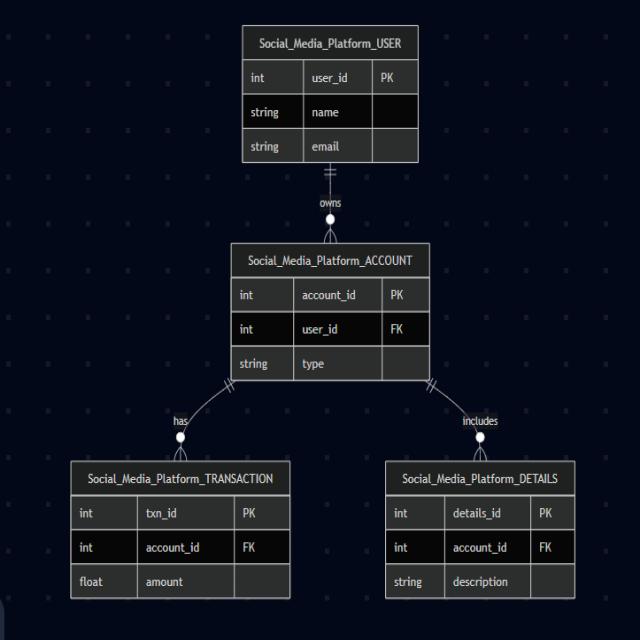 Social_Media_Platform_USER
int user_id PK
string name
string email
owns
Social_Media_Platform_ACCOUNT
int account_id PK
int user_id FK
string type
has
includes
Social_Media_Platform_TRANSACTION
int txn_id PK
int account_id FK
float amount
Social_Media_Platform_DETAILS
int details_id PK
int account_id FK
string description